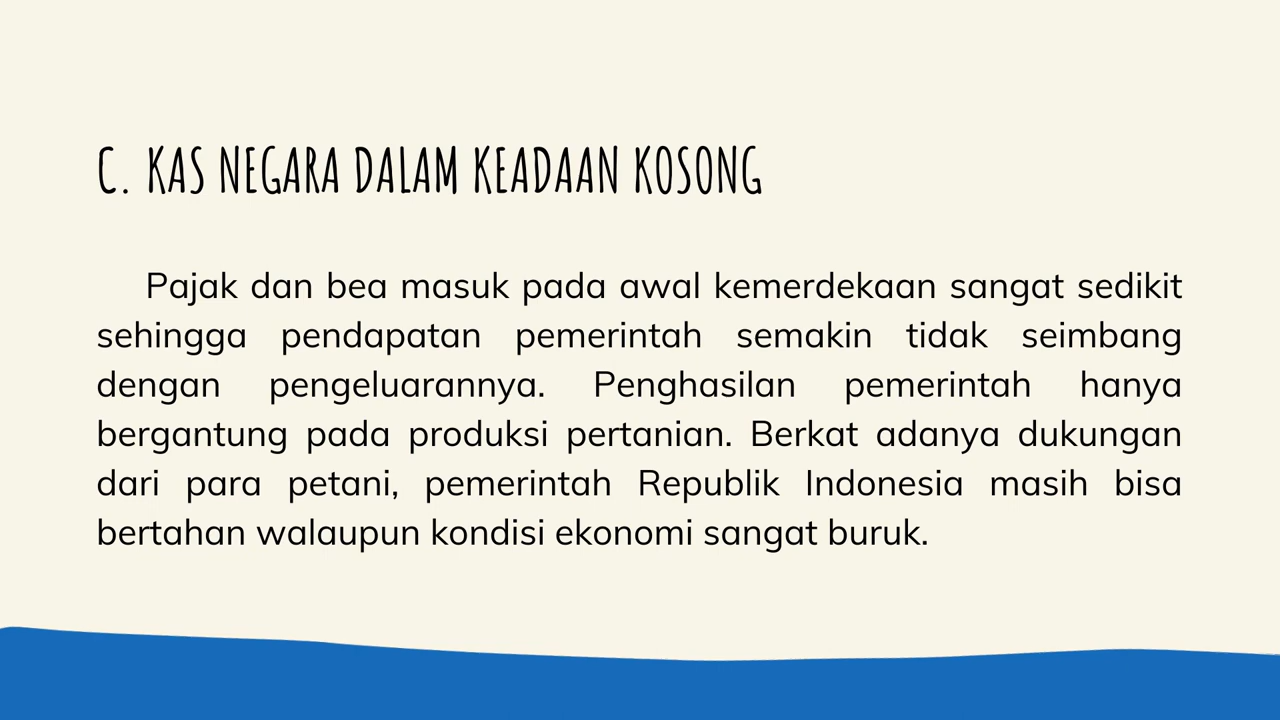 C. KAS NEGARA DALAM KEADAAN KOSONG
Pajak dan bea masuk pada awal kemerdekaan sangat sedikit
sehingga pendapatan pemerintah semakin tidak seimbang
dengan pengeluarannya. Penghasilan pemerintah hanya
bergantung pada produksi pertanian. Berkat adanya dukungan
dari para petani, pemerintah Republik Indonesia masih bisa
bertahan walaupun kondisi ekonomi sangat buruk.